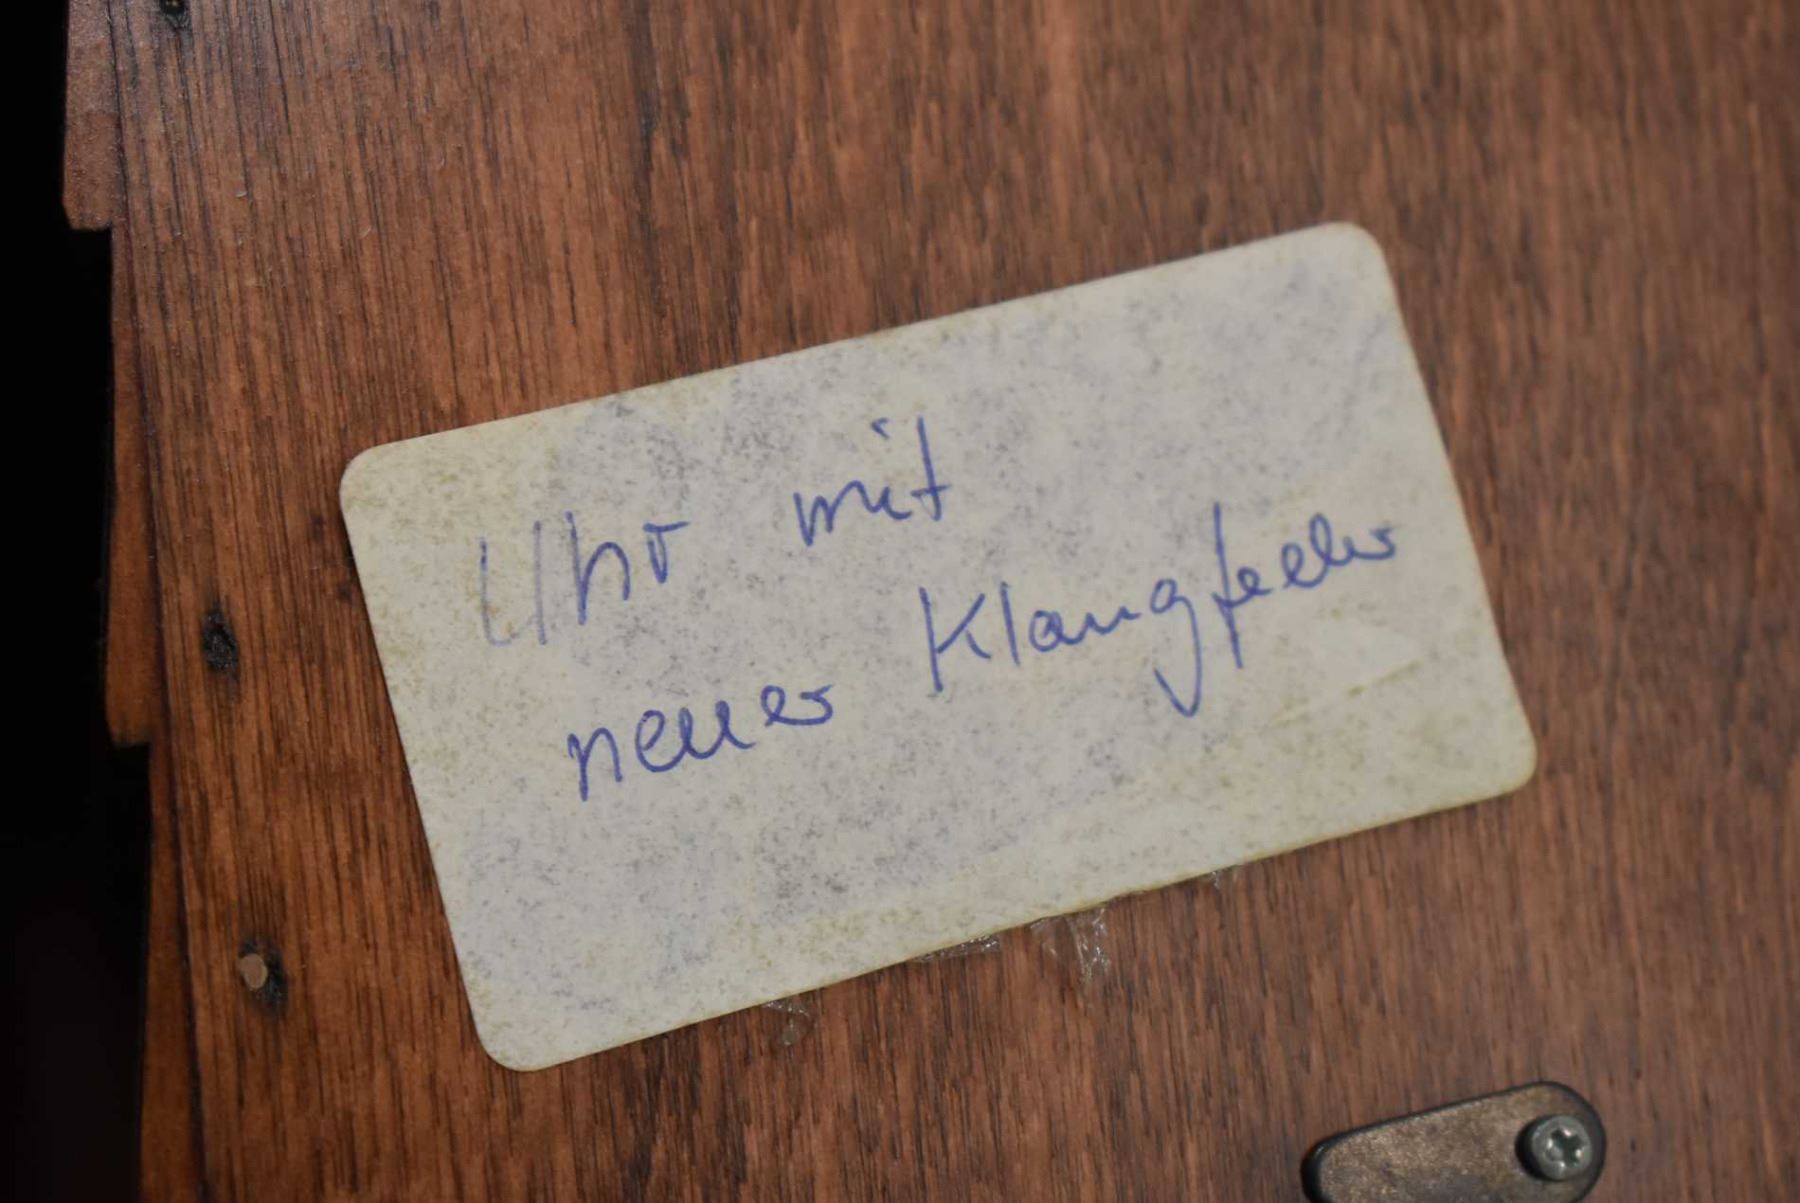 Uhr mit
neuer Klangfeder